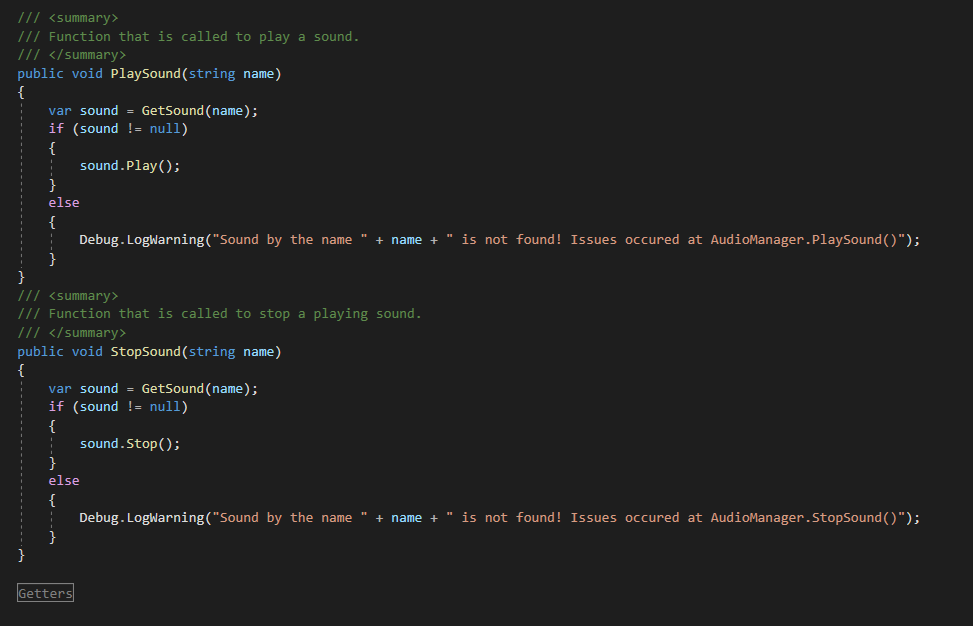 /// <summary>
/// Function that is called to play a sound.
/// </summary>
public void PlaySound(string name)
{
    var sound = GetSound(name);
    if (sound != null)
    {
        sound.Play();
    }
    else
    {
        Debug.LogWarning("Sound by the name " + name + " is not found! Issues occured at AudioManager.PlaySound()");
    }
}
/// <summary>
/// Function that is called to stop a playing sound.
/// </summary>
public void StopSound(string name)
{
    var sound = GetSound(name);
    if (sound != null)
    {
        sound.Stop();
    }
    else
    {
        Debug.LogWarning("Sound by the name " + name + " is not found! Issues occured at AudioManager.StopSound()");
    }
}
Getters